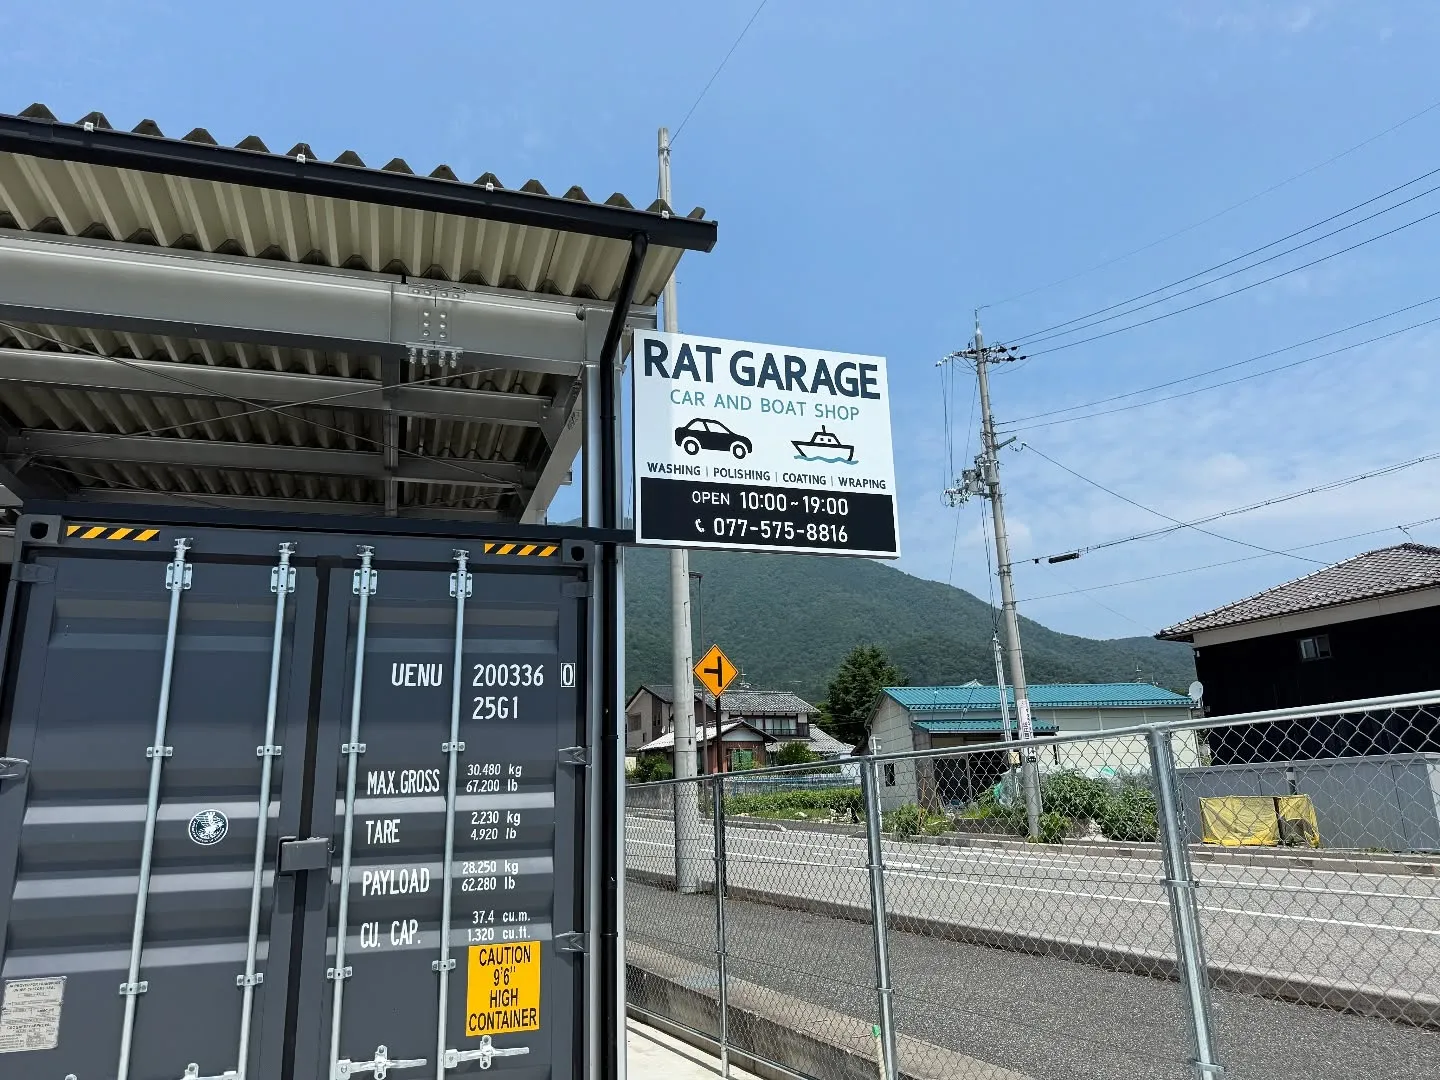 RAT GARAGE
CAR AND BOAT SHOP
WASHING | POLISHING | COATING | WRAPING
OPEN 10:00~19:00
077-575-8816
UENU 200336 0
25G1
MAX.GROSS 30.480 kg
67.200 lb
TARE 2.230 kg
4.920 lb
PAYLOAD 28.250 kg
62.280 lb
CU. CAP. 37.4 cu.m.
1.320 cu.ft.
CAUTION
9'6"
HIGH
CONTAINER